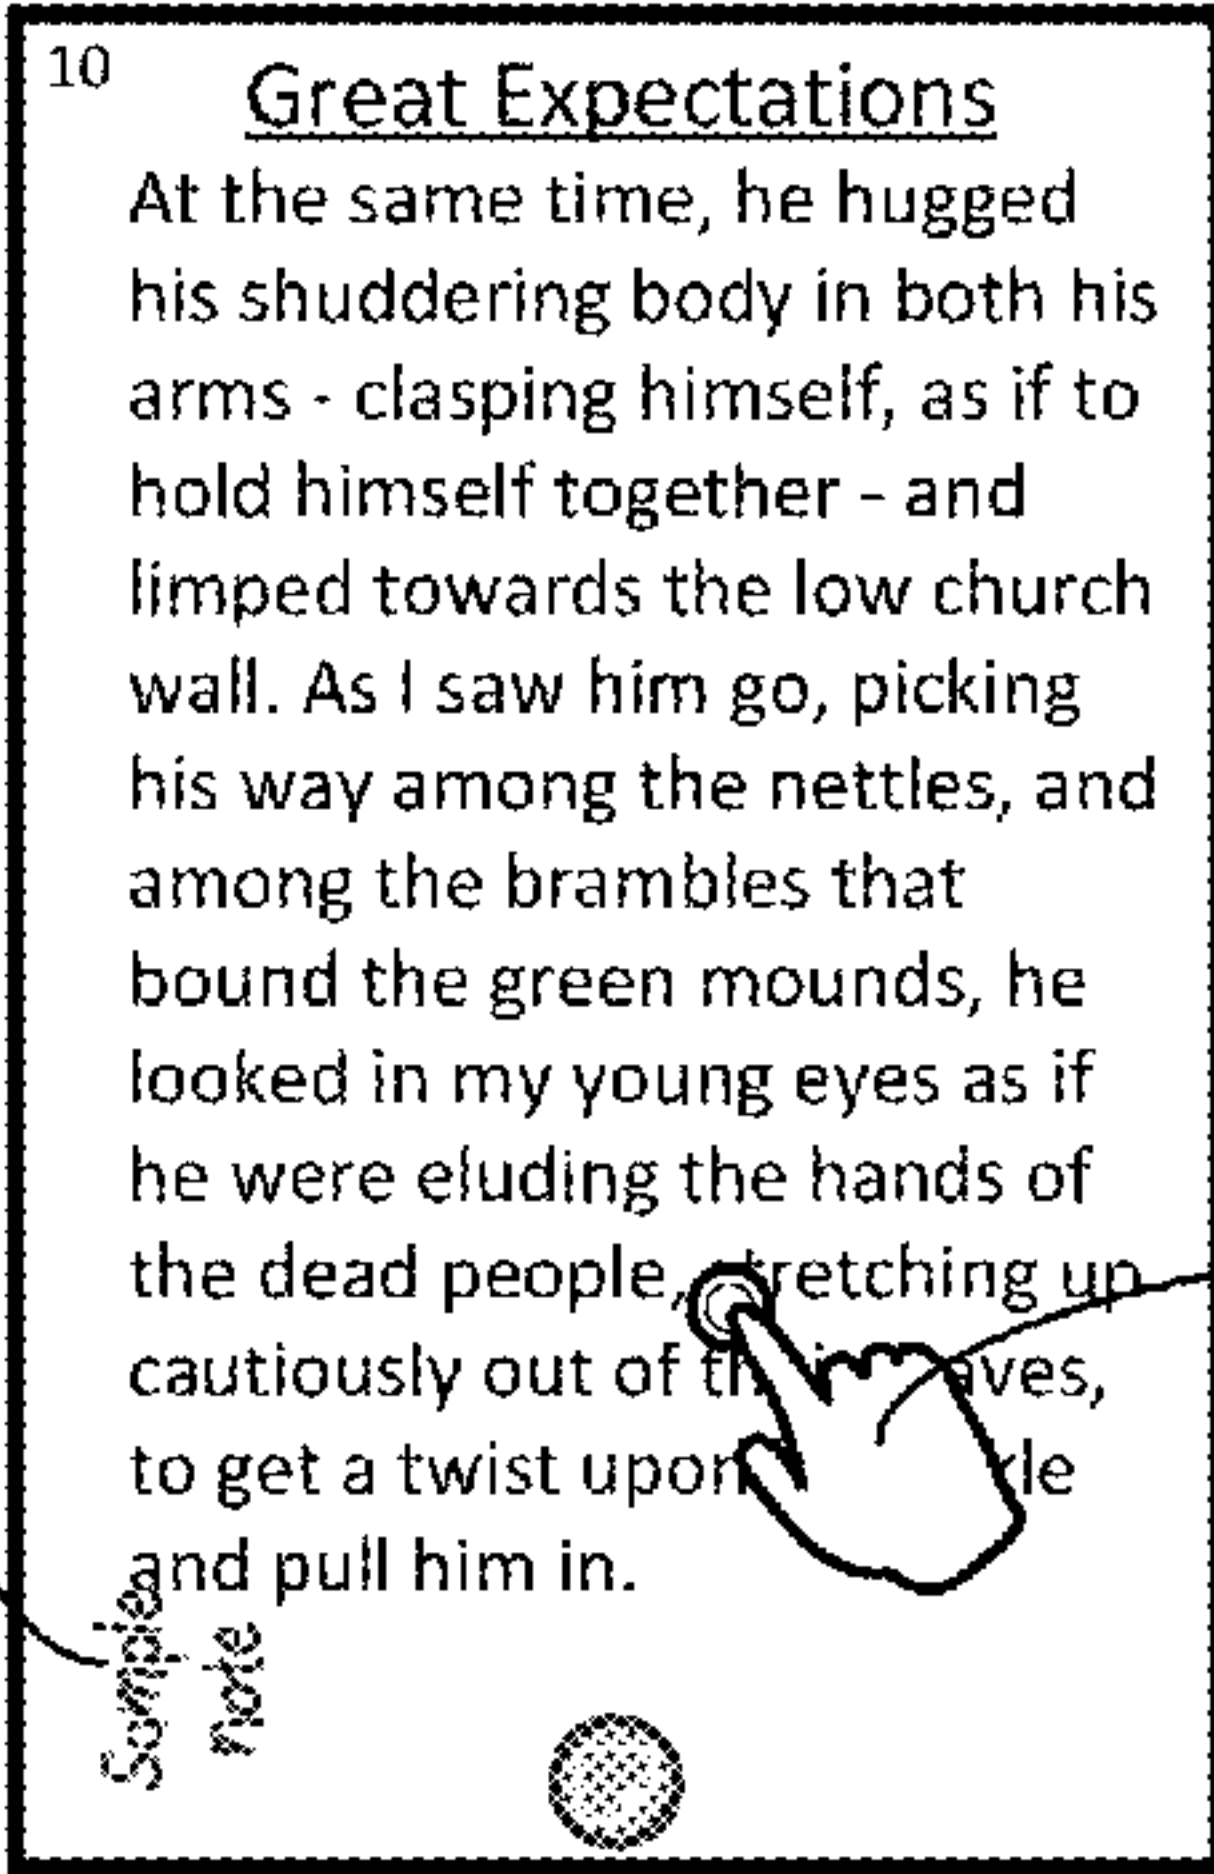 10
Great Expectations
At the same time, he hugged
his shuddering body in both his
arms - clasping himself, as if to
hold himself together - and
limped towards the low church
wall. As I saw him go, picking
his way among the nettles, and
among the brambles that
bound the green mounds, he
looked in my young eyes as if
he were eluding the hands of
the dead people, stretching up
cautiously out of
to get a twist upon
and pull him in.
Sample
note